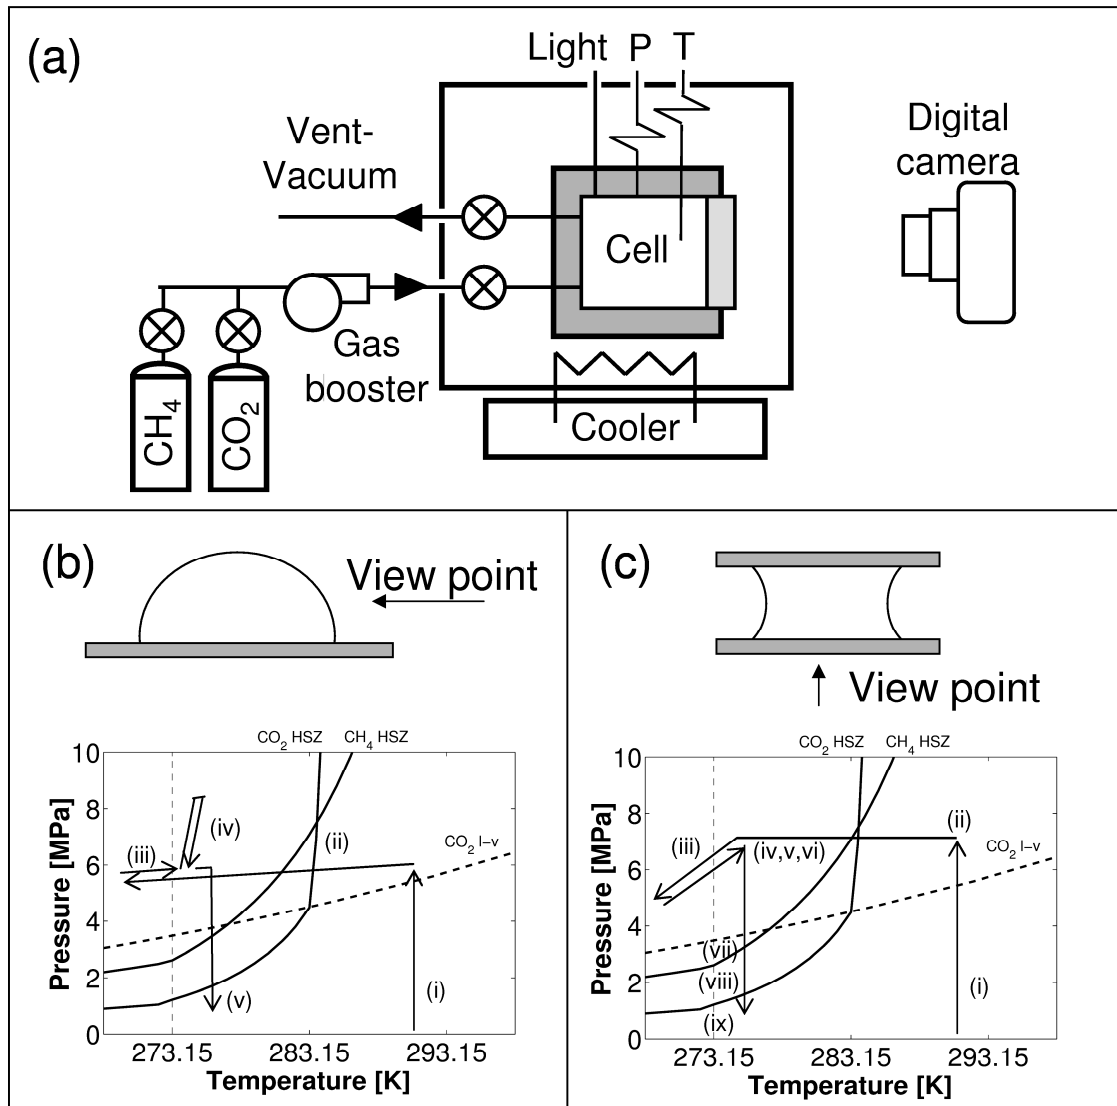 (a)
Light P T
Vent-
Vacuum
Digital
camera
Cell
Gas
booster
CH4
CO2
Cooler
(b)
View point
CO2 HSZ
CH4 HSZ
10
8
6
4
2
0
Pressure [MPa]
(iv)
(iii)
(ii)
CO2 l-v
(v)
(i)
273.15
283.15
293.15
Temperature [K]
(c)
View point
CO2 HSZ
CH4 HSZ
10
8
6
4
2
0
Pressure [MPa]
(ii)
(iii)
(iv,v,vi)
CO2 l-v
(vii)
(viii)
(i)
(ix)
273.15
283.15
293.15
Temperature [K]